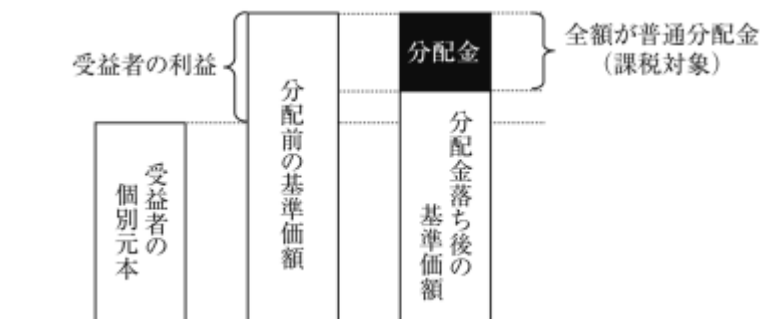 受益者の利益
分配金
全額が普通分配金
（課税対象）
受益者の
個別元本
分配前の基準価額
分配金落ち後の
基準価額